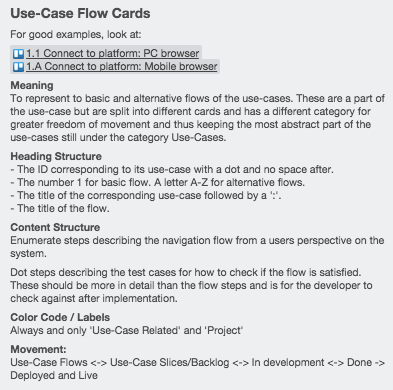 Use-Case Flow Cards
For good examples, look at:
1.1 Connect to platform: PC browser
1.A Connect to platform: Mobile browser
Meaning
To represent to basic and alternative flows of the use-cases. These are a part of
the use-case but are split into different cards and has a different category for
greater freedom of movement and thus keeping the most abstract part of the
use-cases still under the category Use-Cases.
Heading Structure
- The ID corresponding to its use-case with a dot and no space after.
- The number 1 for basic flow. A letter A-Z for alternative flows.
- The title of the corresponding use-case followed by a ':'.
- The title of the flow.
Content Structure
Enumerate steps describing the navigation flow from a users perspective on the
system.
Dot steps describing the test cases for how to check if the flow is satisfied.
These should be more in detail than the flow steps and is for the developer to
check against after implementation.
Color Code / Labels
Always and only 'Use-Case Related' and 'Project'
Movement:
Use-Case Flows <-> Use-Case Slices/Backlog <-> In development <-> Done ->
Deployed and Live